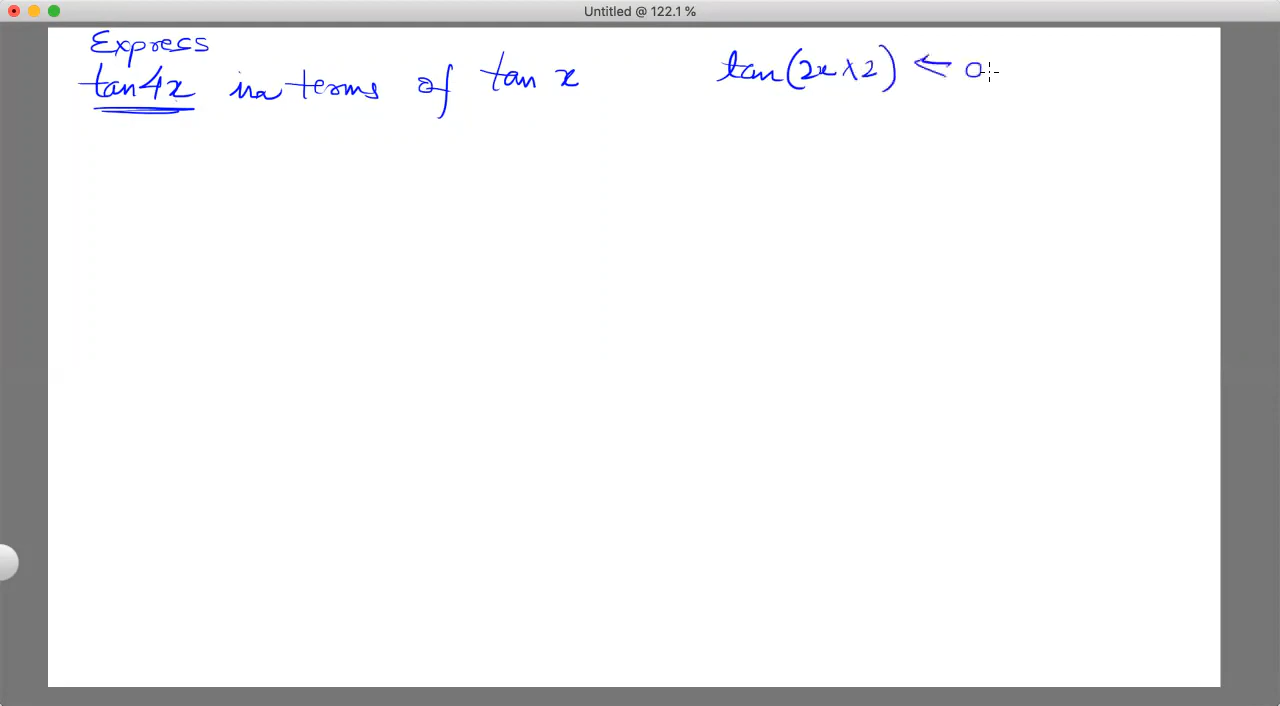 Untitled @ 122.1 %
Express
tan4x in terms of tan x
tan(2x×2) ←